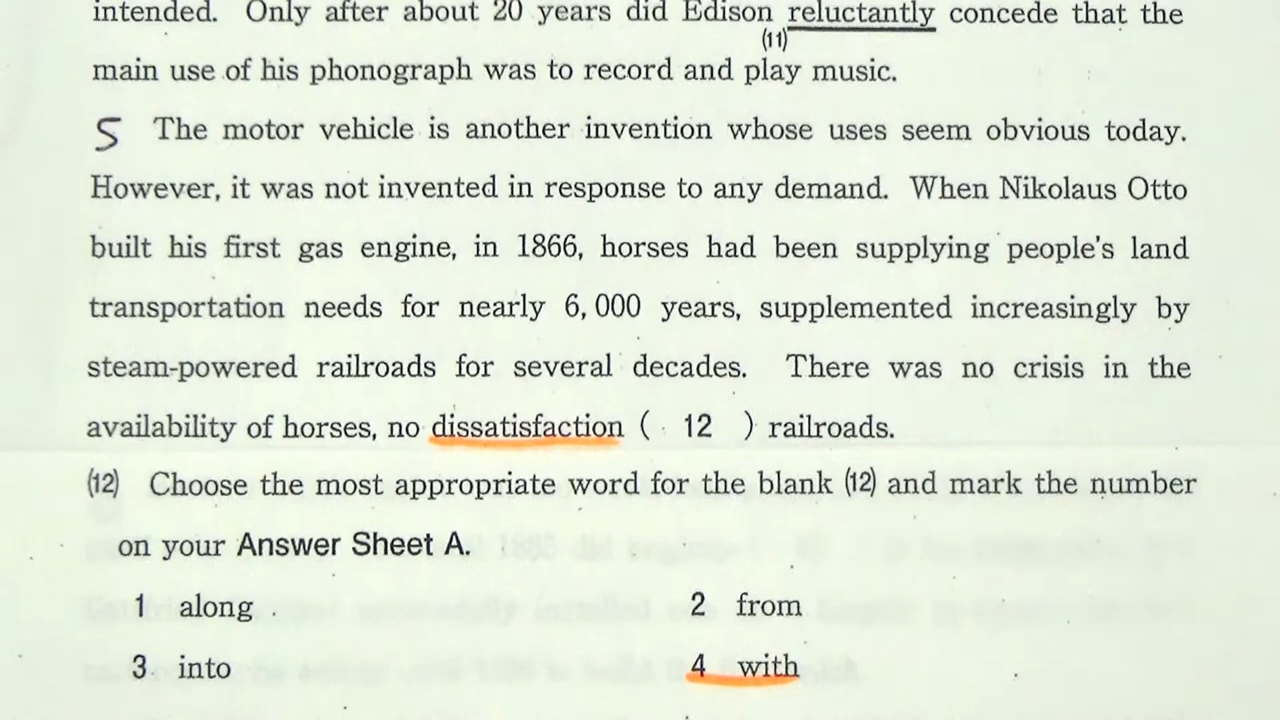 intended. Only after about 20 years did Edison reluctantly concede that the
(11)
main use of his phonograph was to record and play music.
5 The motor vehicle is another invention whose uses seem obvious today.
However, it was not invented in response to any demand. When Nikolaus Otto
built his first gas engine, in 1866, horses had been supplying people's land
transportation needs for nearly 6,000 years, supplemented increasingly by
steam-powered railroads for several decades. There was no crisis in the
availability of horses, no dissatisfaction ( 12 ) railroads.
(12) Choose the most appropriate word for the blank (12) and mark the number
on your Answer Sheet A.
1 along 2 from
3 into 4 with